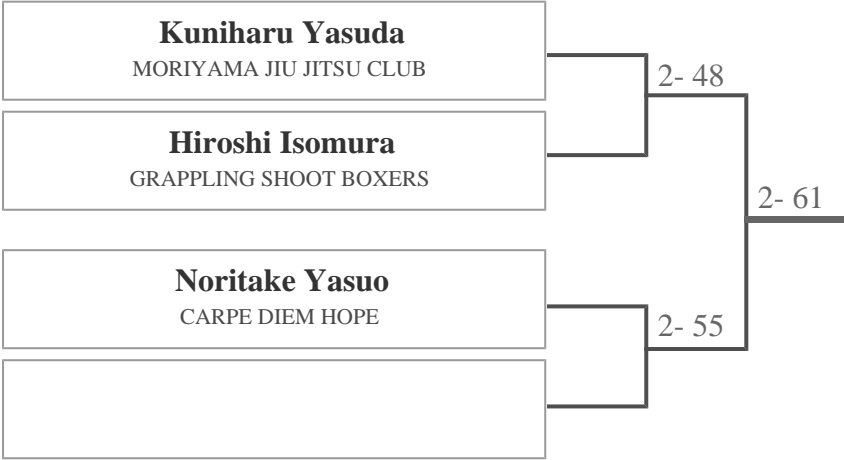 Kuniharu Yasuda
MORIYAMA JIU JITSU CLUB
2- 48
Hiroshi Isomura
GRAPPLING SHOOT BOXERS
2- 61
Noritake Yasuo
CARPE DIEM HOPE
2- 55